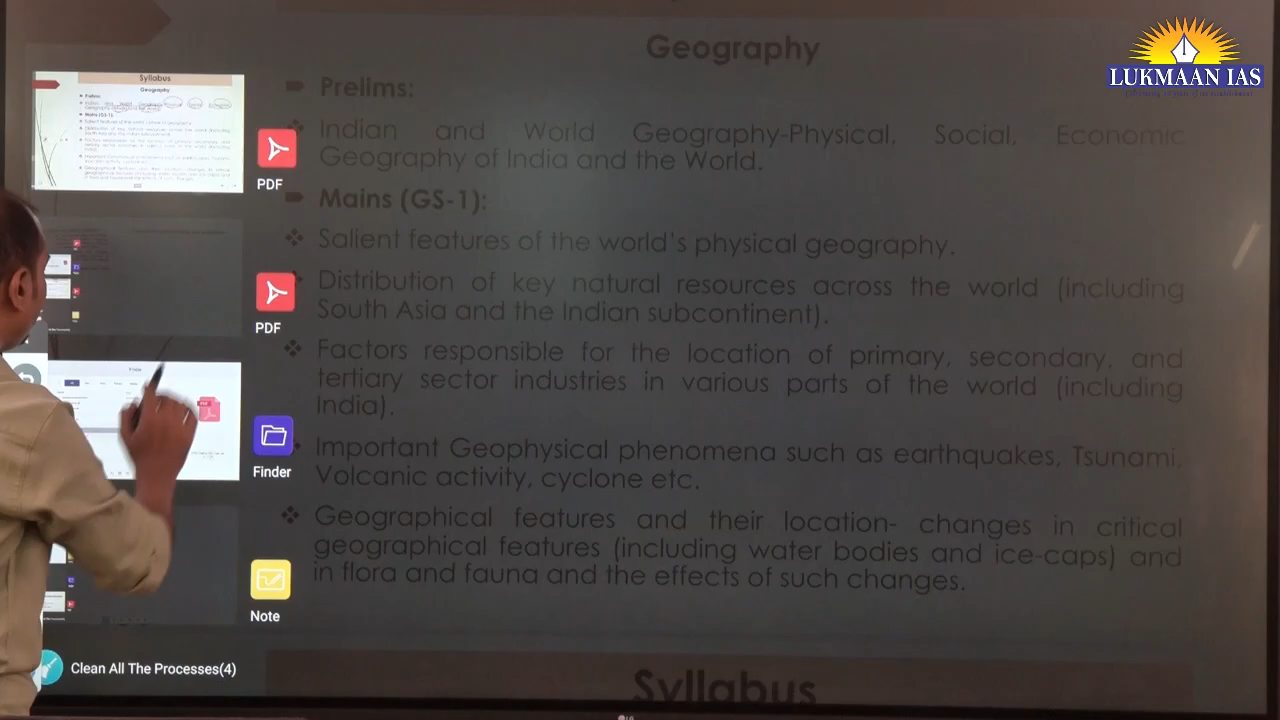 Geography
LUKMAAN IAS
Prelims:
Indian and World Geography-Physical, Social, Economic
Geography of India and the World.
Mains (GS-1):
Salient features of the world's physical geography.
Distribution of key natural resources across the world (including
South Asia and the Indian subcontinent).
Factors responsible for the location of primary, secondary, and
tertiary sector industries in various parts of the world (including
India).
Important Geophysical phenomena such as earthquakes, Tsunami,
Volcanic activity, cyclone etc.
Geographical features and their location- changes in critical
geographical features (including water bodies and ice-caps) and
in flora and fauna and the effects of such changes.
Syllabus
Syllabus
Geography
PDF
PDF
Finder
Note
Clean All The Processes(4)
LG